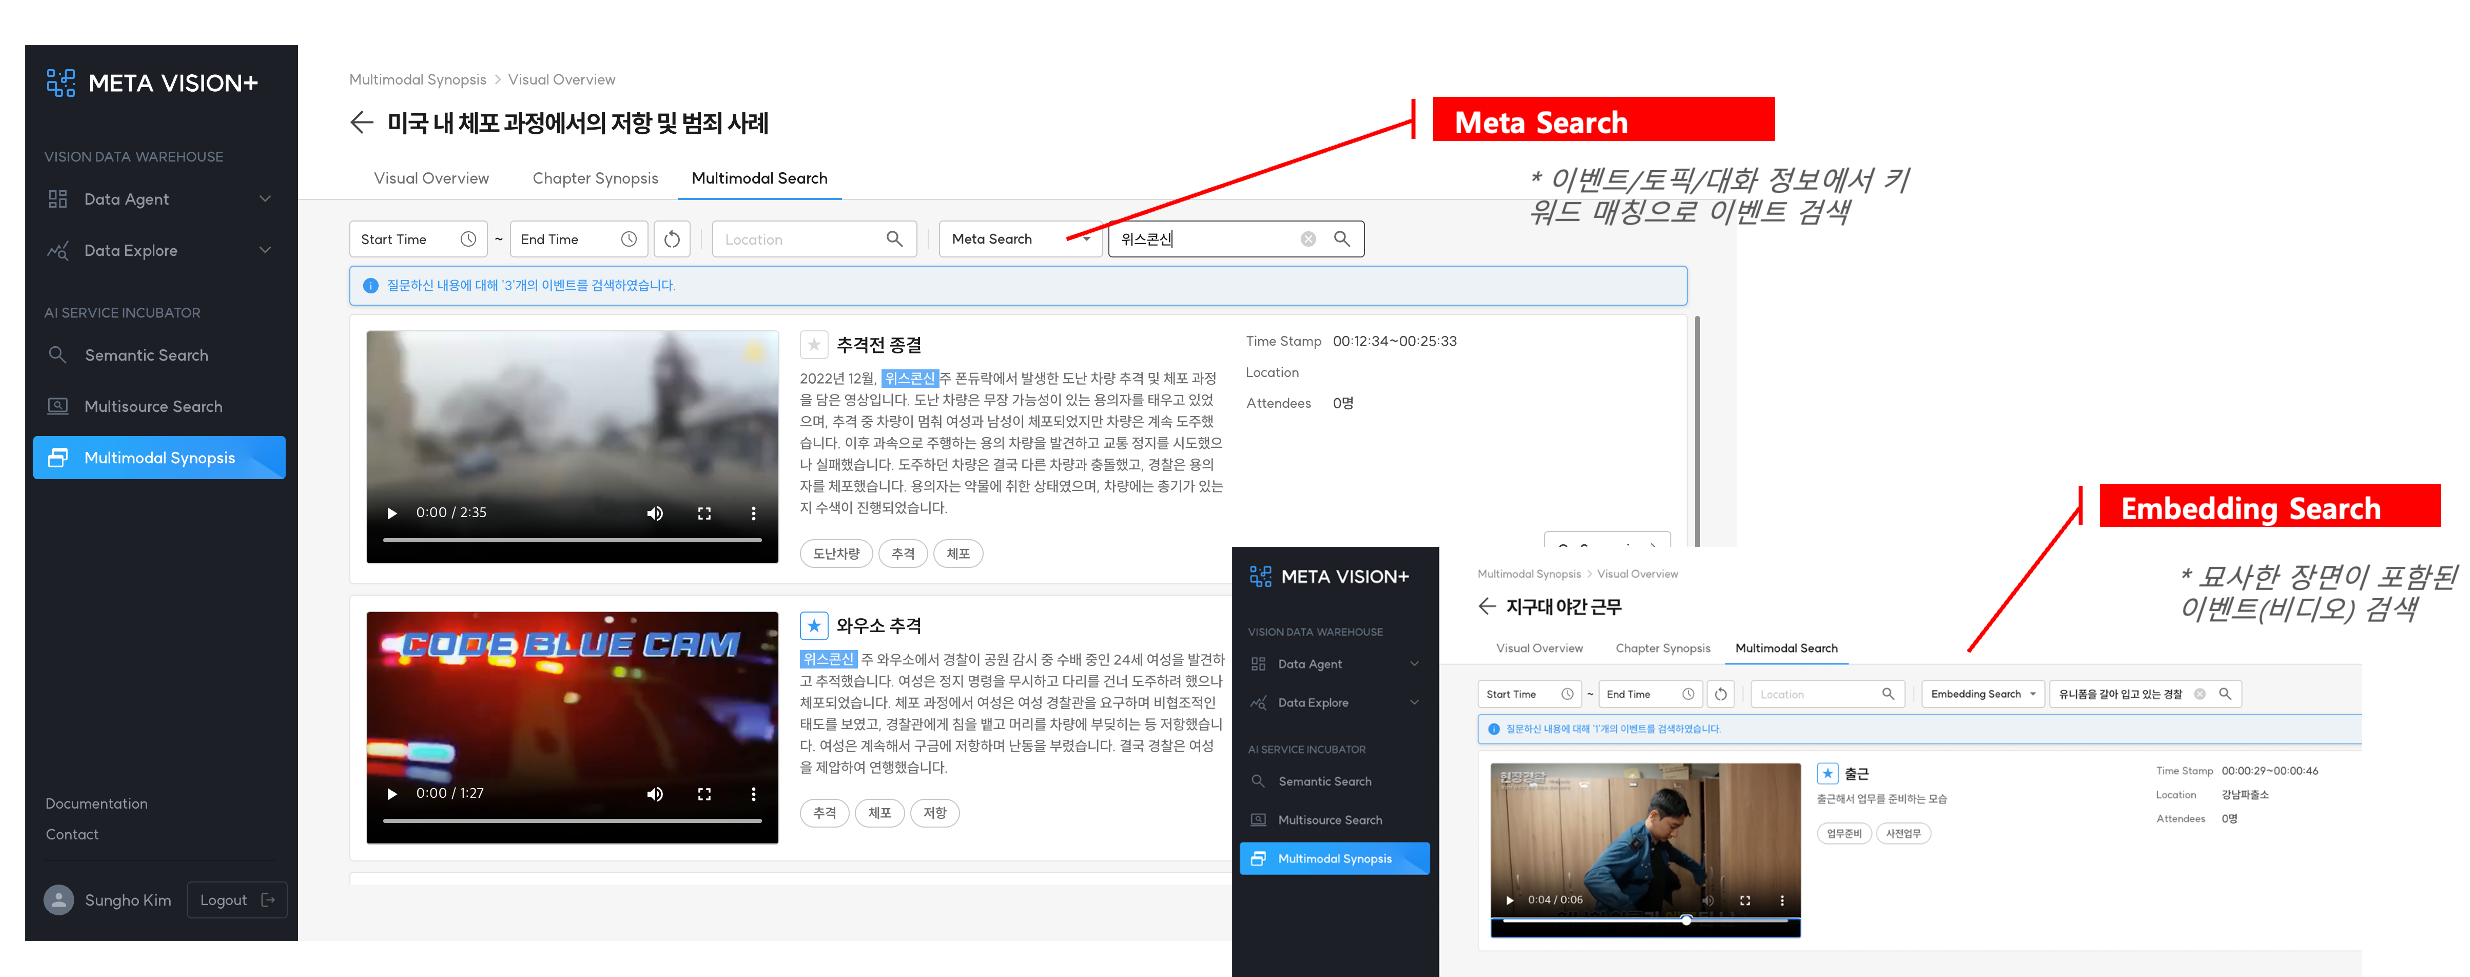 META VISION+
VISION DATA WAREHOUSE
Data Agent
Data Explore
AI SERVICE INCUBATOR
Semantic Search
Multisource Search
Multimodal Synopsis
Documentation
Contact
Sungho Kim
Logout
Multimodal Synopsis > Visual Overview
미국 내 체포 과정에서의 저항 및 범죄 사례
Visual Overview
Chapter Synopsis
Multimodal Search
Start Time
~
End Time
Location
Meta Search
위스콘신
질문하신 내용에 대해 '3'개의 이벤트를 검색하였습니다.
0:00 / 2:35
추격전 종결
2022년 12월, 위스콘신 주 폰듀락에서 발생한 도난 차량 추격 및 체포 과정
을 담은 영상입니다. 도난 차량은 무장 가능성이 있는 용의자를 태우고 있었
으며, 추격 중 차량이 멈춰 여성과 남성이 체포되었지만 차량은 계속 도주했
습니다. 이후 과속으로 주행하는 용의 차량을 발견하고 교통 정지를 시도했으
나 실패했습니다. 도주하던 차량은 결국 다른 차량과 충돌했고, 경찰은 용의
자를 체포했습니다. 용의자는 약물에 취한 상태였으며, 차량에는 총기가 있는
지 수색이 진행되었습니다.
도난차량
추격
체포
Time Stamp 00:12:34~00:25:33
Location
Attendees 0명
CODE BLUE CAM
0:00 / 1:27
와우소 추격
위스콘신 주 와우소에서 경찰이 공원 감시 중 수배 중인 24세 여성을 발견하
고 추적했습니다. 여성은 정지 명령을 무시하고 다리를 건너 도주하려 했으나
체포되었습니다. 체포 과정에서 여성은 여성 경찰관을 요구하며 비협조적인
태도를 보였고, 경찰관에게 침을 뱉고 머리를 차량에 부딪히는 등 저항했습니
다. 여성은 계속해서 구금에 저항하며 난동을 부렸습니다. 결국 경찰은 여성
을 제압하여 연행했습니다.
추격
체포
저항
Meta Search
* 이벤트/토픽/대화 정보에서 키
워드 매칭으로 이벤트 검색
Embedding Search
* 묘사한 장면이 포함된
이벤트(비디오) 검색
META VISION+
VISION DATA WAREHOUSE
Data Agent
Data Explore
AI SERVICE INCUBATOR
Semantic Search
Multisource Search
Multimodal Synopsis
Multimodal Synopsis > Visual Overview
지구대 야간 근무
Visual Overview
Chapter Synopsis
Multimodal Search
Start Time
~
End Time
Location
Embedding Search
유니폼을 갈아 입고 있는 경찰
질문하신 내용에 대해 '1'개의 이벤트를 검색하였습니다.
현장경찰
0:04 / 0:06
출근
출근해서 업무를 준비하는 모습
업무준비
사전업무
Time Stamp 00:00:29~00:00:46
Location 강남파출소
Attendees 0명